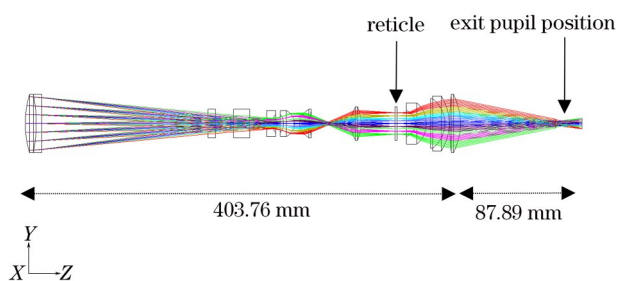 reticle
exit pupil position
403.76 mm
87.89 mm
Y
X
Z